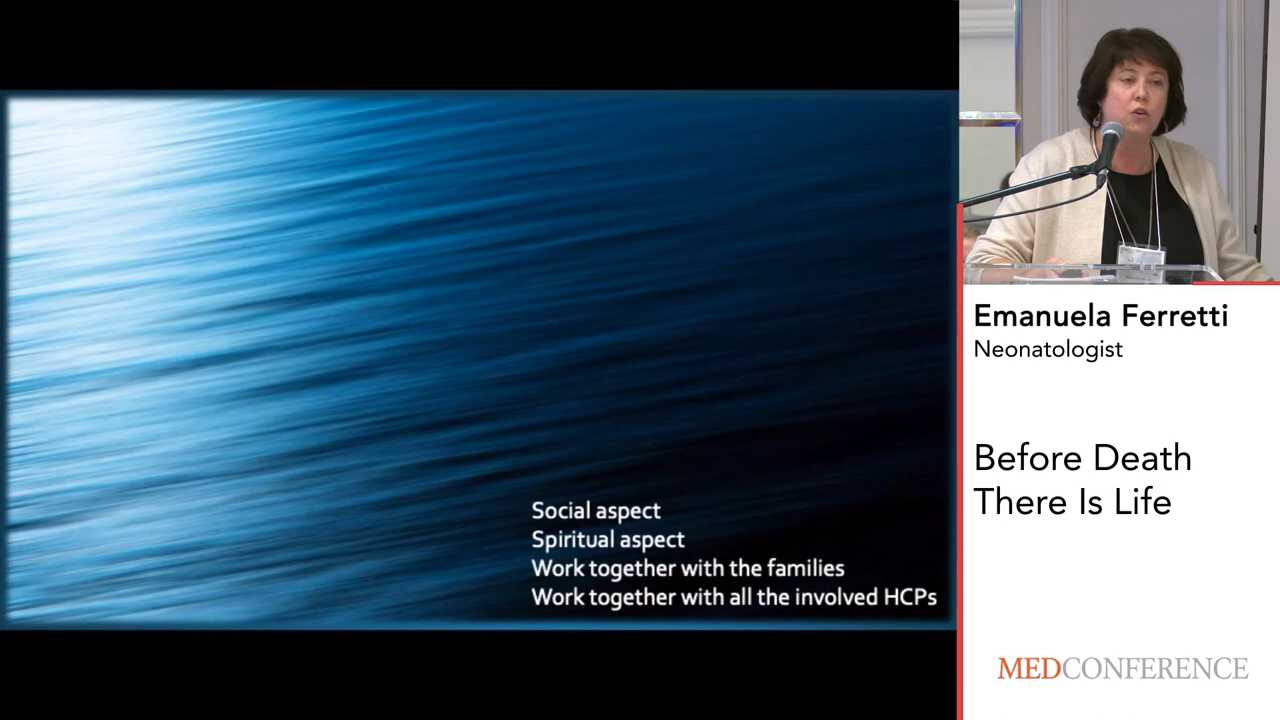 Social aspect
Spiritual aspect
Work together with the families
Work together with all the involved HCPs
Emanuela Ferretti
Neonatologist
Before Death
There Is Life
MEDCONFERENCE